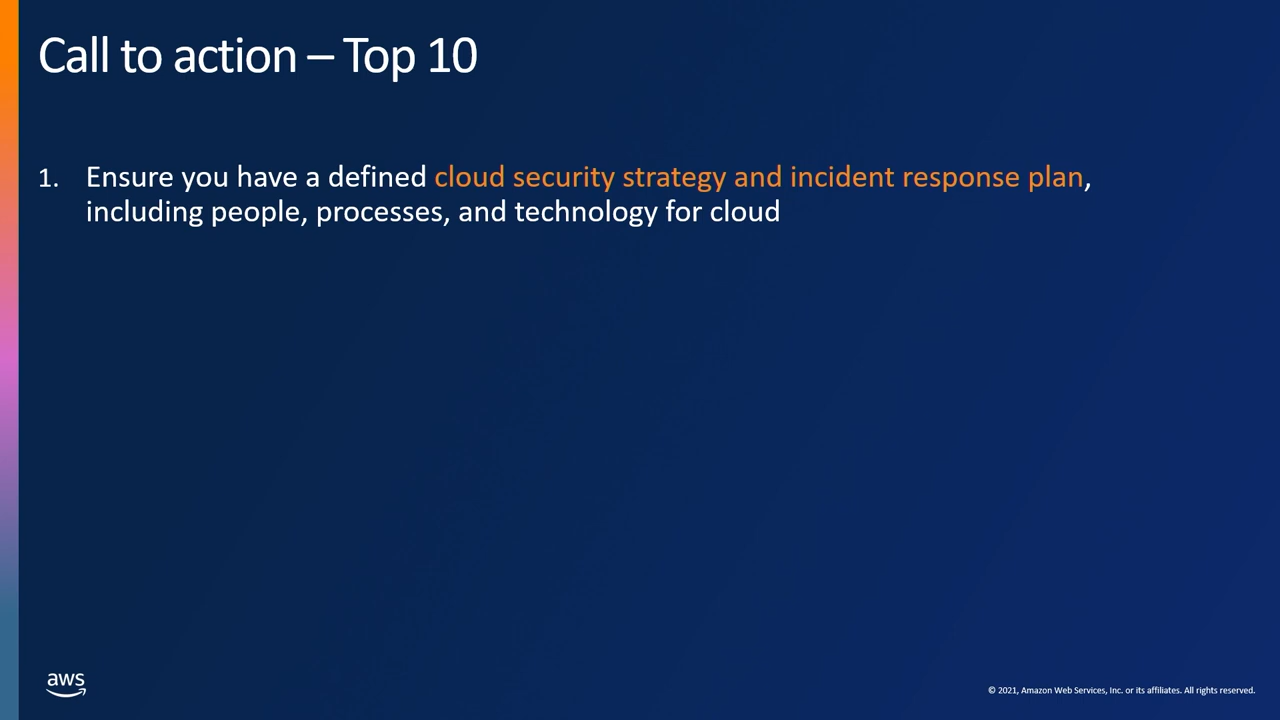 Call to action – Top 10
1. Ensure you have a defined cloud security strategy and incident response plan,
including people, processes, and technology for cloud
aws
© 2021, Amazon Web Services, Inc. or its affiliates. All rights reserved.